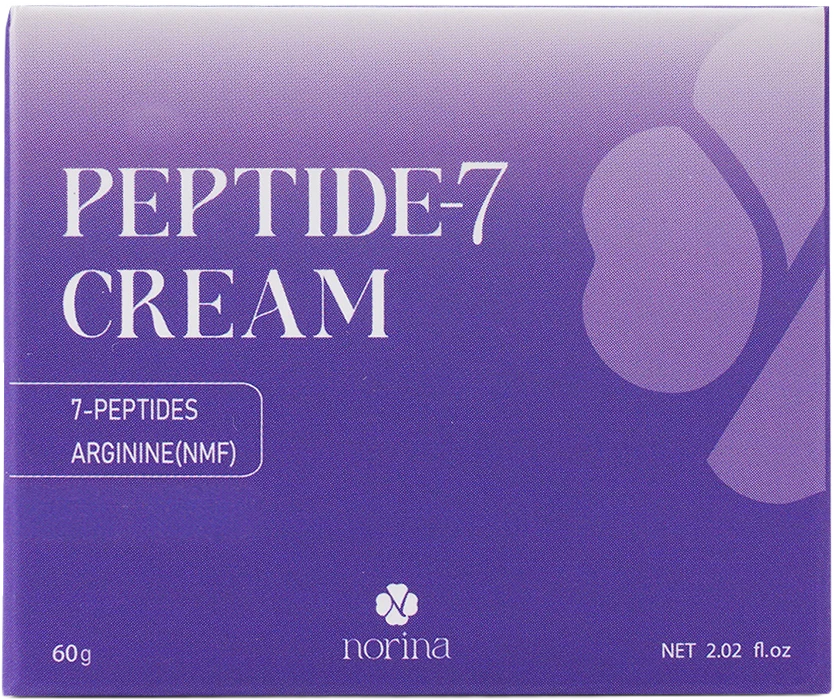 PEPTIDE-7
CREAM
7-PEPTIDES
ARGININE(NMF)
N
norina
60g
NET 2.02 fl.oz